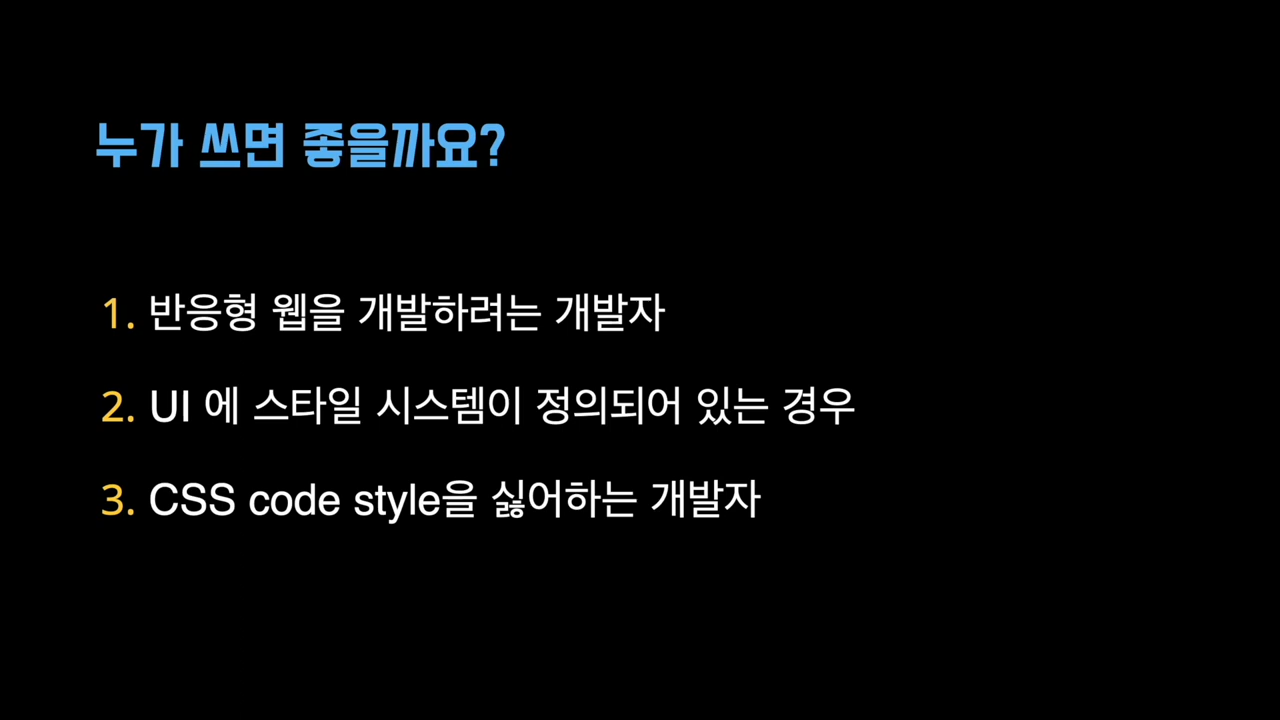 누가 쓰면 좋을까요?
1. 반응형 웹을 개발하려는 개발자
2. UI 에 스타일 시스템이 정의되어 있는 경우
3. CSS code style을 싫어하는 개발자